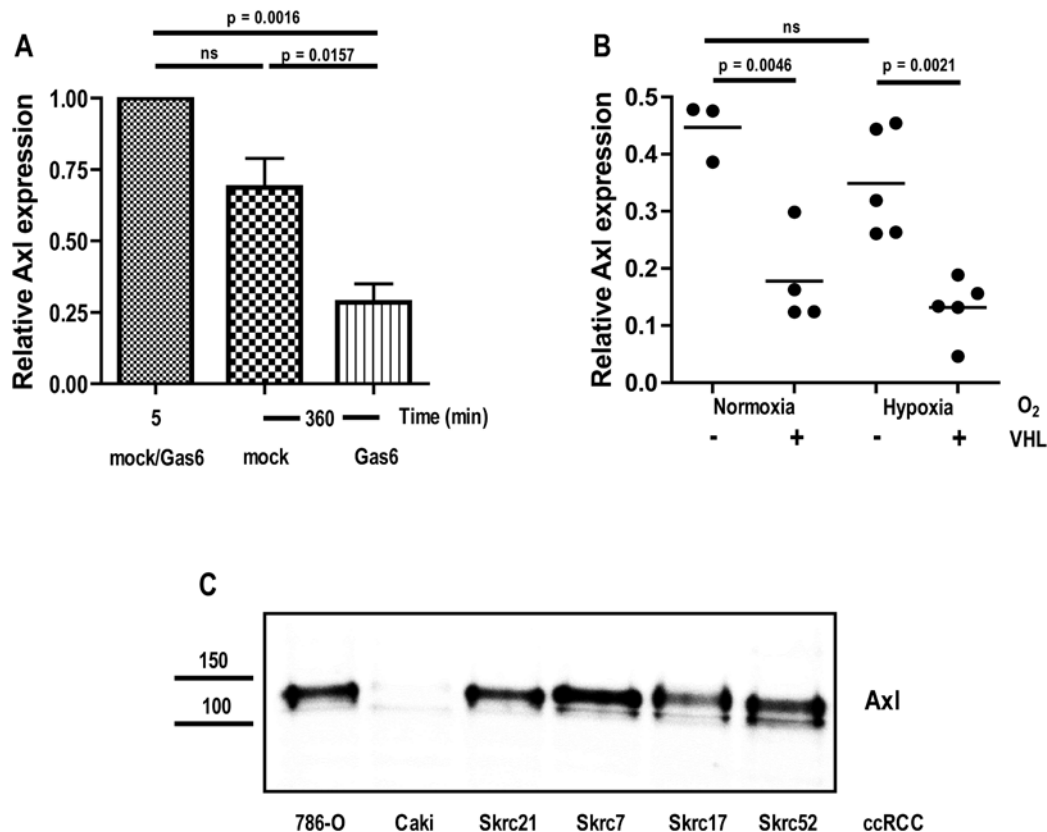 A
p = 0.0016
ns
p = 0.0157
Relative Axl expression
1.00
0.75
0.50
0.25
0.00
5
360
Time (min)
mock/Gas6
mock
Gas6
B
ns
p = 0.0046
p = 0.0021
Relative Axl expression
0.5
0.4
0.3
0.2
0.1
0.0
Normoxia
Hypoxia
O2
- + - + VHL
C
150
100
Axl
786-O Caki Skrc21 Skrc7 Skrc17 Skrc52 ccRCC